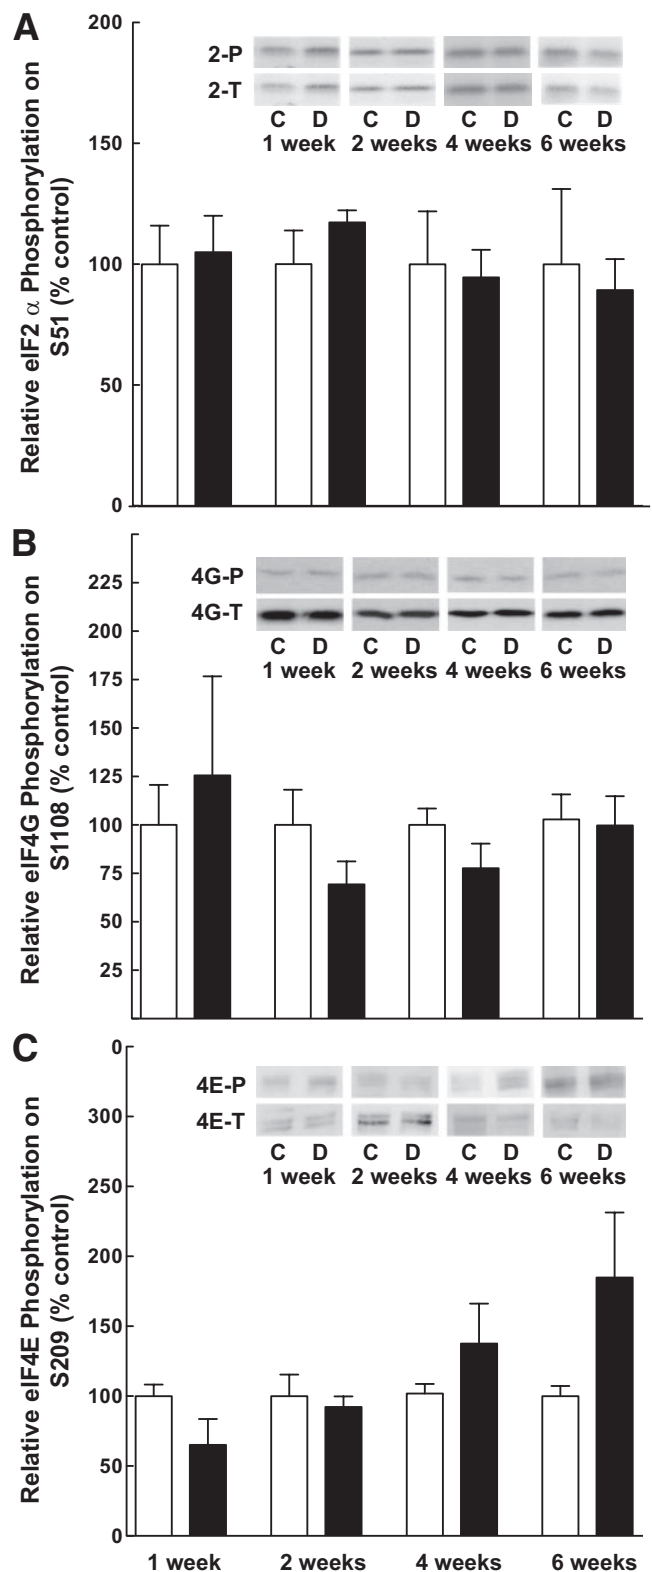 A
Relative eIF2 α Phosphorylation on
S51 (% control)
200
150
100
50
0
2-P
2-T
C D C D C D C D
1 week 2 weeks 4 weeks 6 weeks
B
Relative eIF4G Phosphorylation on
S1108 (% control)
225
200
175
150
125
100
75
50
25
4G-P
4G-T
C D C D C D C D
1 week 2 weeks 4 weeks 6 weeks
C
Relative eIF4E Phosphorylation on
S209 (% control)
0
300
250
200
150
100
50
0
4E-P
4E-T
C D C D C D C D
1 week 2 weeks 4 weeks 6 weeks
1 week 2 weeks 4 weeks 6 weeks